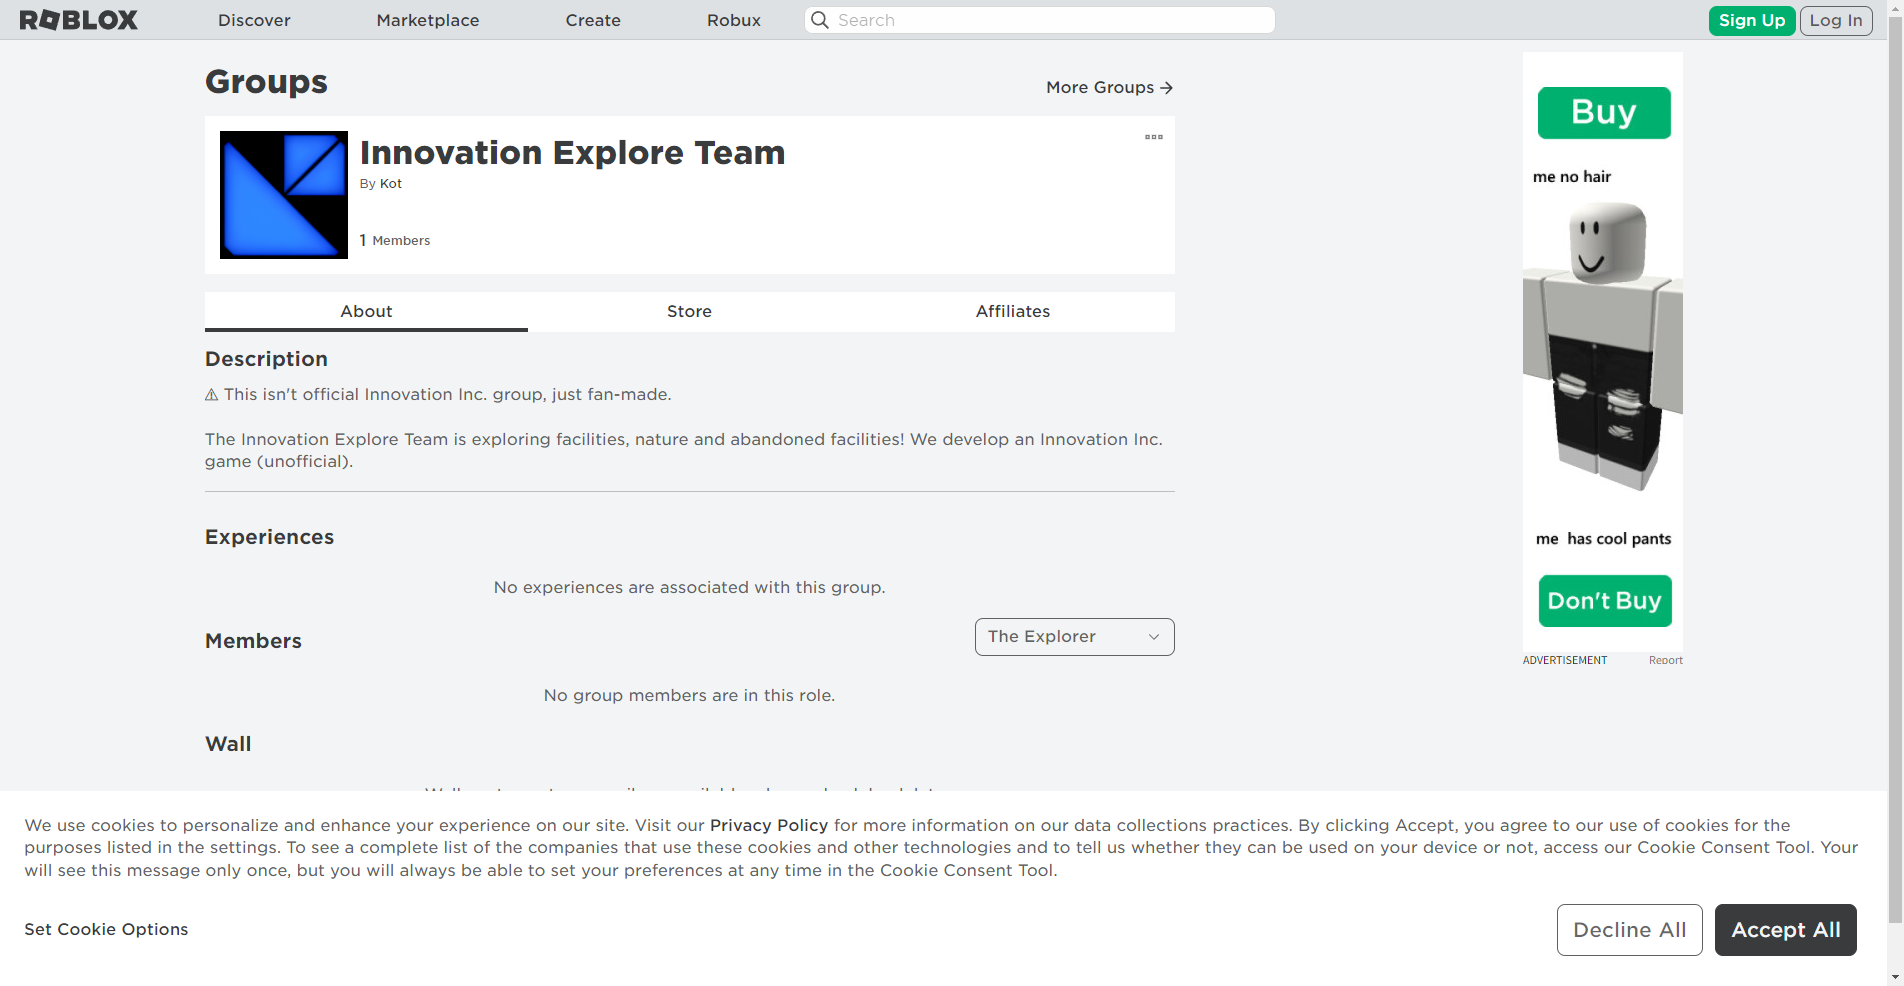 ROBLOX
Discover
Marketplace
Create
Robux
Search
Sign Up
Log In
Groups
More Groups →
Innovation Explore Team
By Kot
1 Members
About
Store
Affiliates
Description
⚠ This isn't official Innovation Inc. group, just fan-made.
The Innovation Explore Team is exploring facilities, nature and abandoned facilities! We develop an Innovation Inc.
game (unofficial).
Experiences
No experiences are associated with this group.
Members
The Explorer
No group members are in this role.
Wall
Buy
me no hair
me has cool pants
Don't Buy
ADVERTISEMENT
Report
We use cookies to personalize and enhance your experience on our site. Visit our Privacy Policy for more information on our data collections practices. By clicking Accept, you agree to our use of cookies for the
purposes listed in the settings. To see a complete list of the companies that use these cookies and other technologies and to tell us whether they can be used on your device or not, access our Cookie Consent Tool. Your
will see this message only once, but you will always be able to set your preferences at any time in the Cookie Consent Tool.
Set Cookie Options
Decline All
Accept All